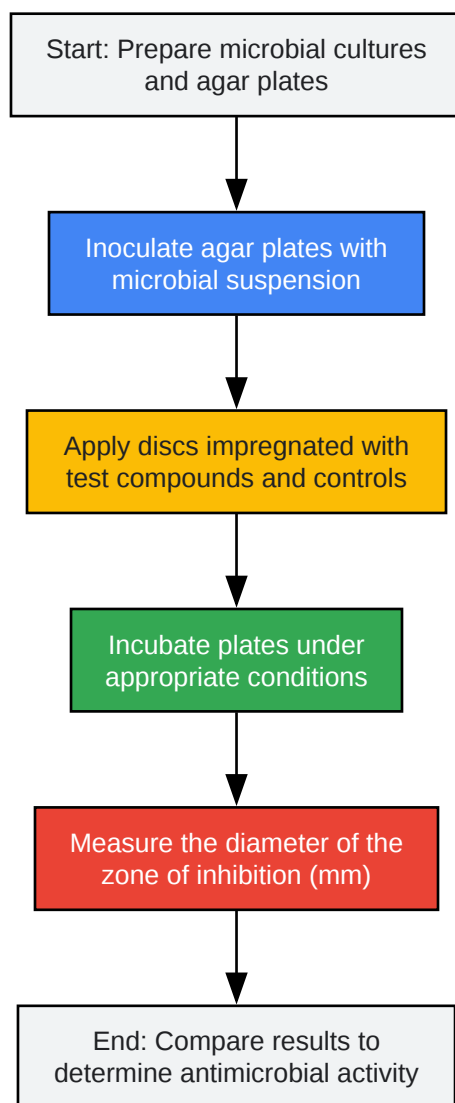 Start: Prepare microbial cultures
and agar plates
Inoculate agar plates with
microbial suspension
Apply discs impregnated with
test compounds and controls
Incubate plates under
appropriate conditions
Measure the diameter of the
zone of inhibition (mm)
End: Compare results to
determine antimicrobial activity